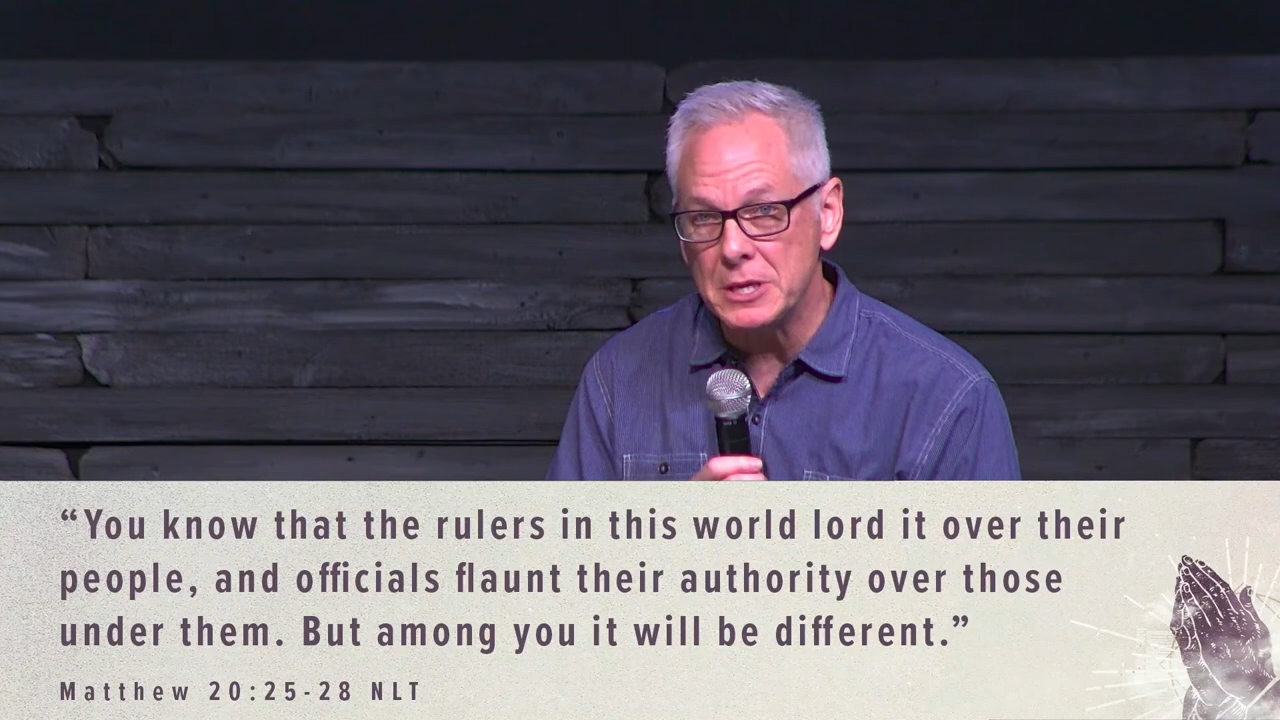 “You know that the rulers in this world lord it over their
people, and officials flaunt their authority over those
under them. But among you it will be different.”
Matthew 20:25-28 NLT